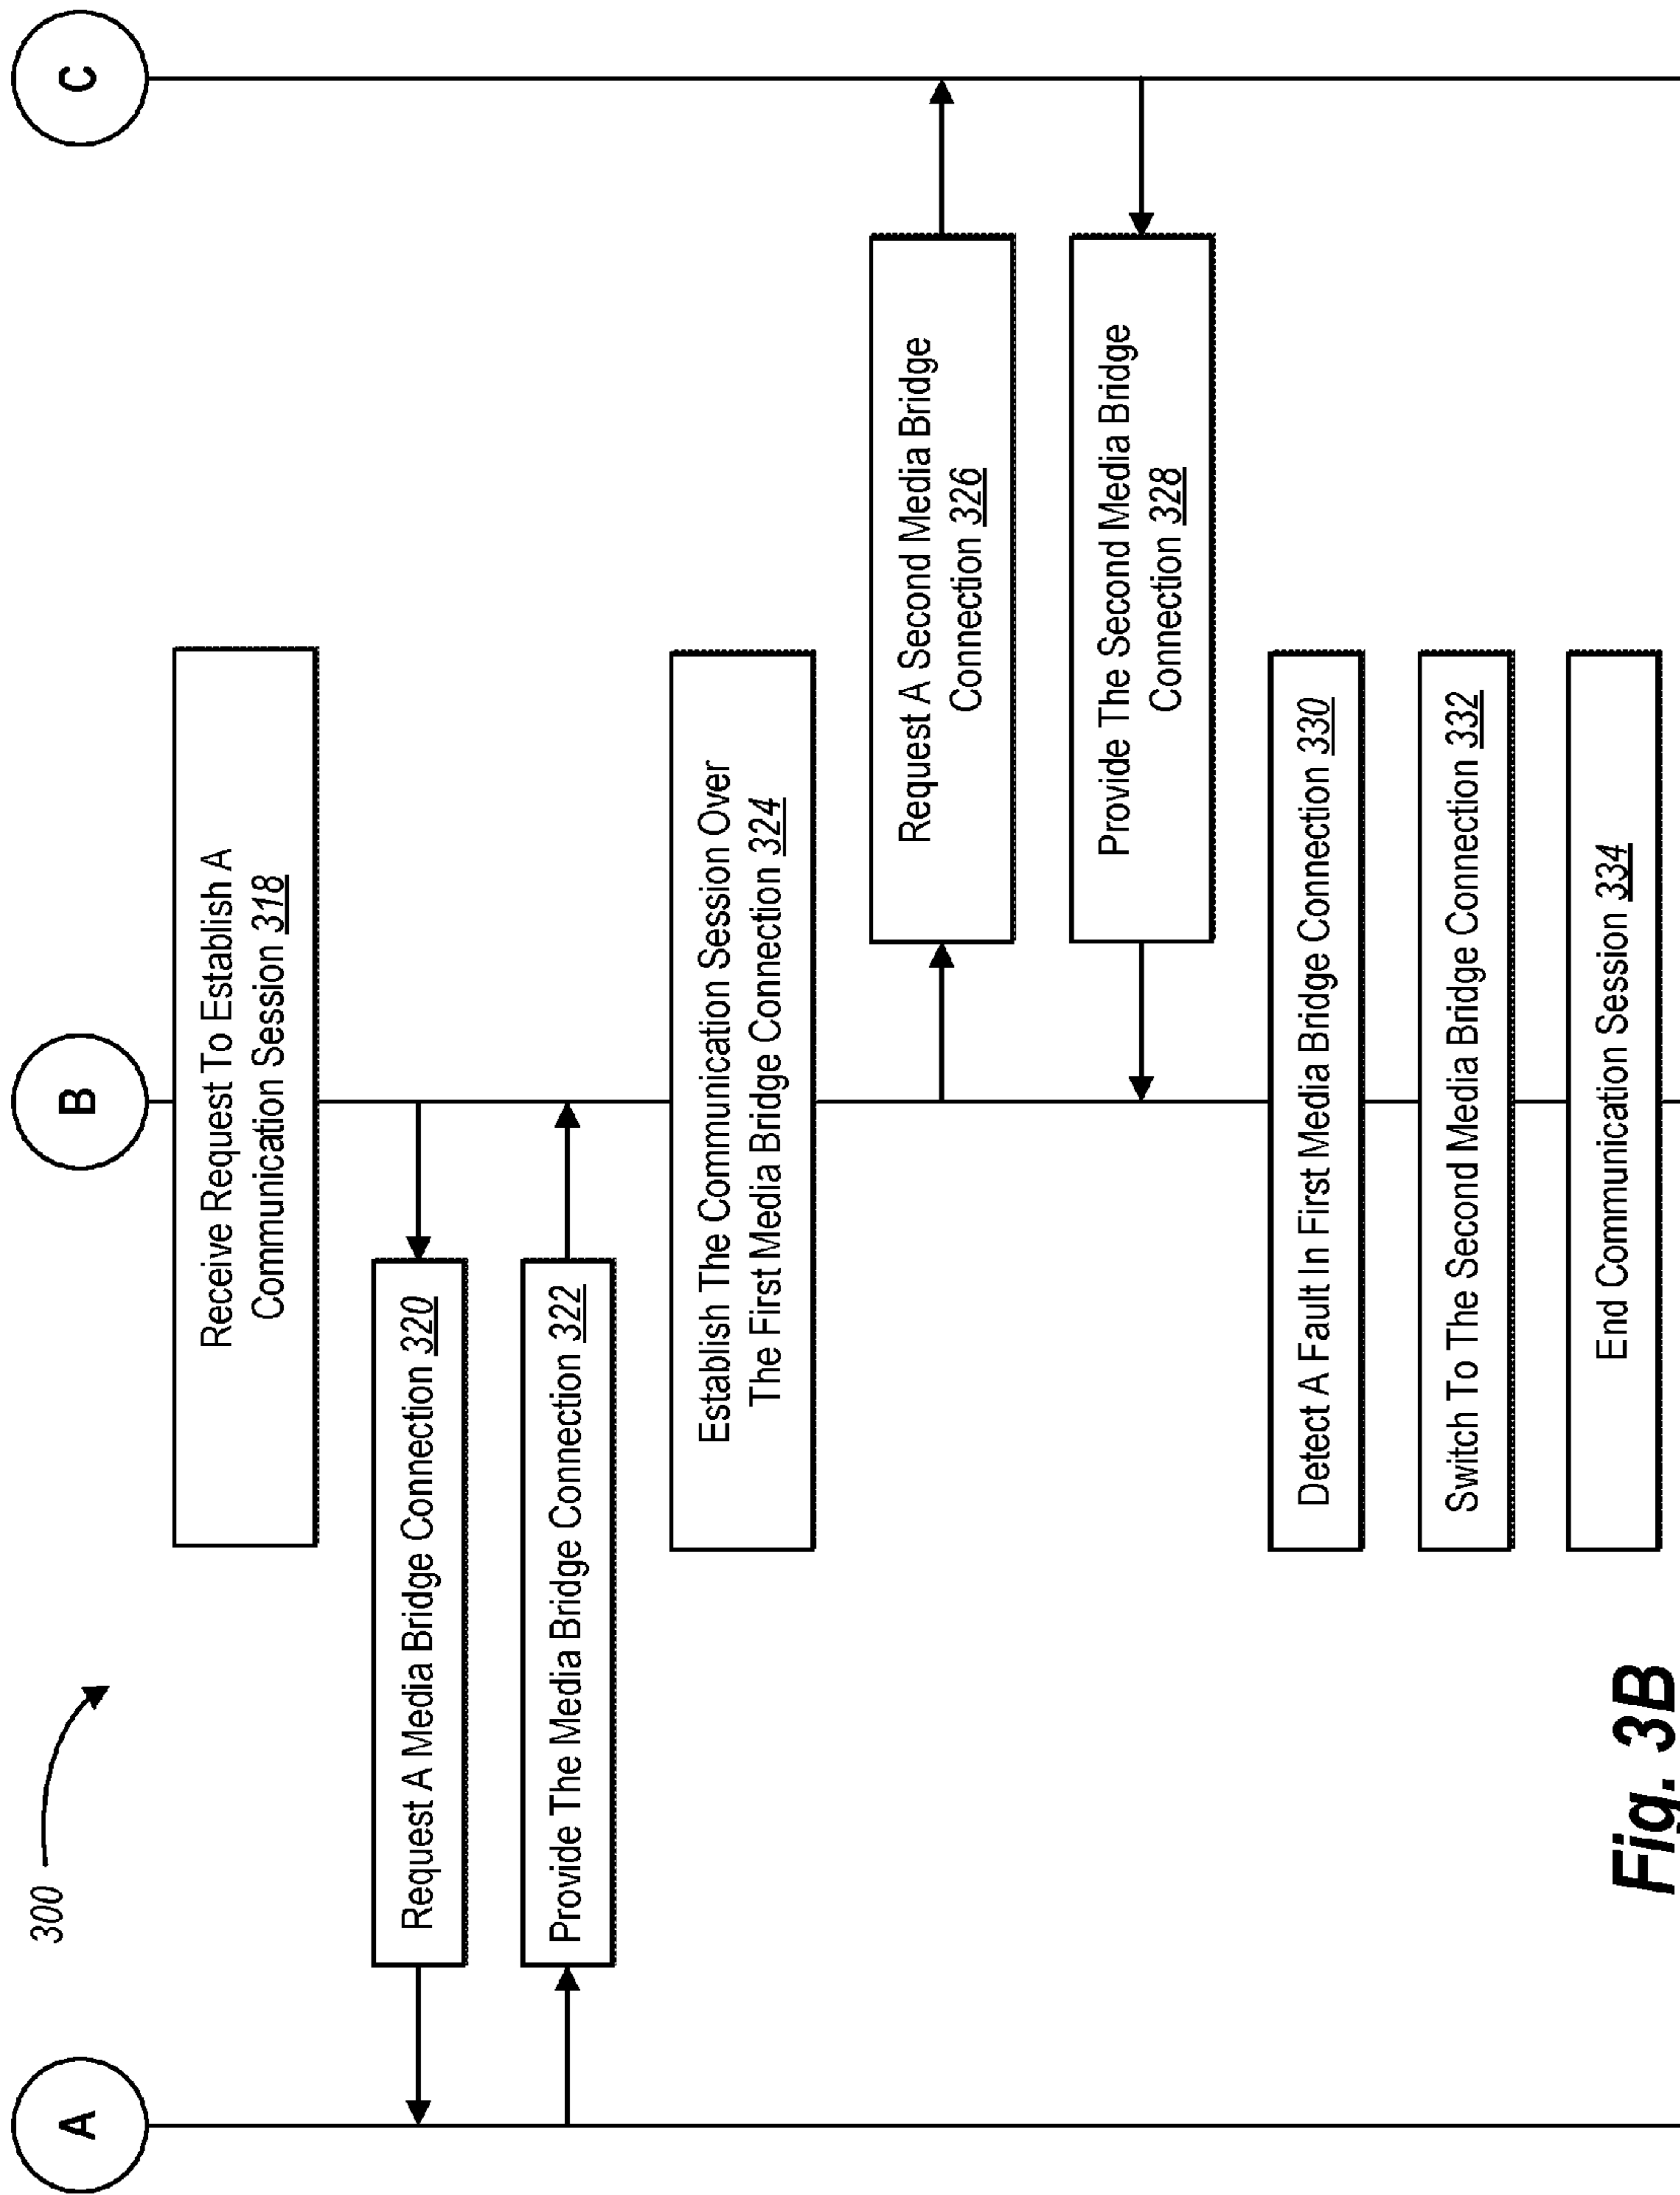 300
A
B
C
Receive Request To Establish A
Communication Session 318
Request A Media Bridge Connection 320
Provide The Media Bridge Connection 322
Establish The Communication Session Over
The First Media Bridge Connection 324
Request A Second Media Bridge
Connection 326
Provide The Second Media Bridge
Connection 328
Detect A Fault In First Media Bridge Connection 330
Switch To The Second Media Bridge Connection 332
End Communication Session 334
Fig. 3B